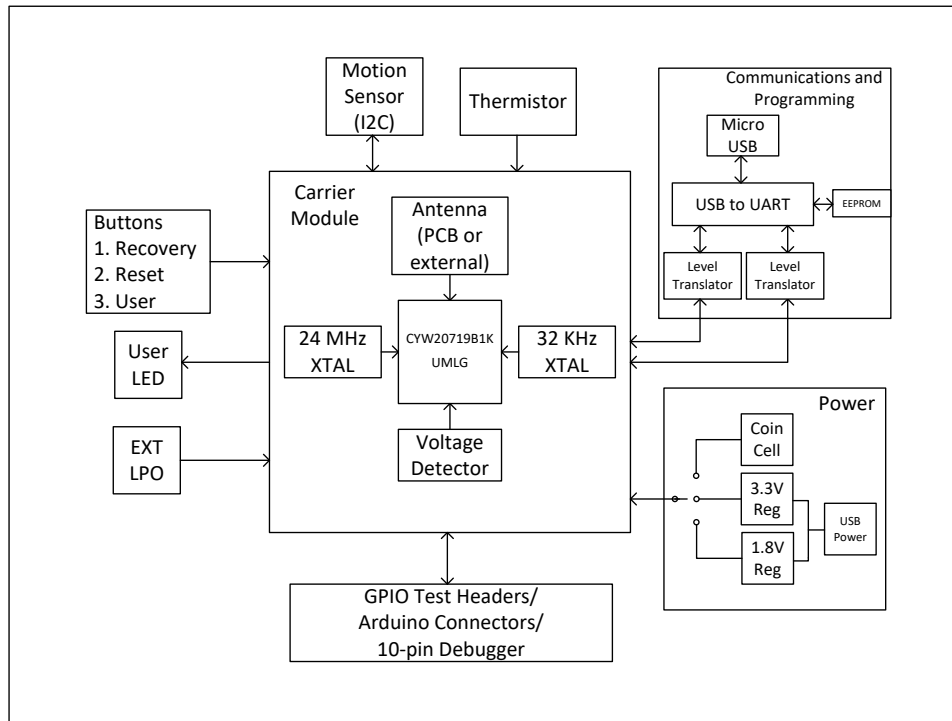 Motion
Sensor
(I2C)
Thermistor
Communications and
Programming
Micro
USB
USB to UART
EEPROM
Level
Translator
Level
Translator
Carrier
Module
Antenna
(PCB or
external)
24 MHz
XTAL
CYW20719B1K
UMLG
32 KHz
XTAL
Voltage
Detector
Buttons
1. Recovery
2. Reset
3. User
User
LED
EXT
LPO
Power
Coin
Cell
3.3V
Reg
1.8V
Reg
USB
Power
GPIO Test Headers/
Arduino Connectors/
10-pin Debugger